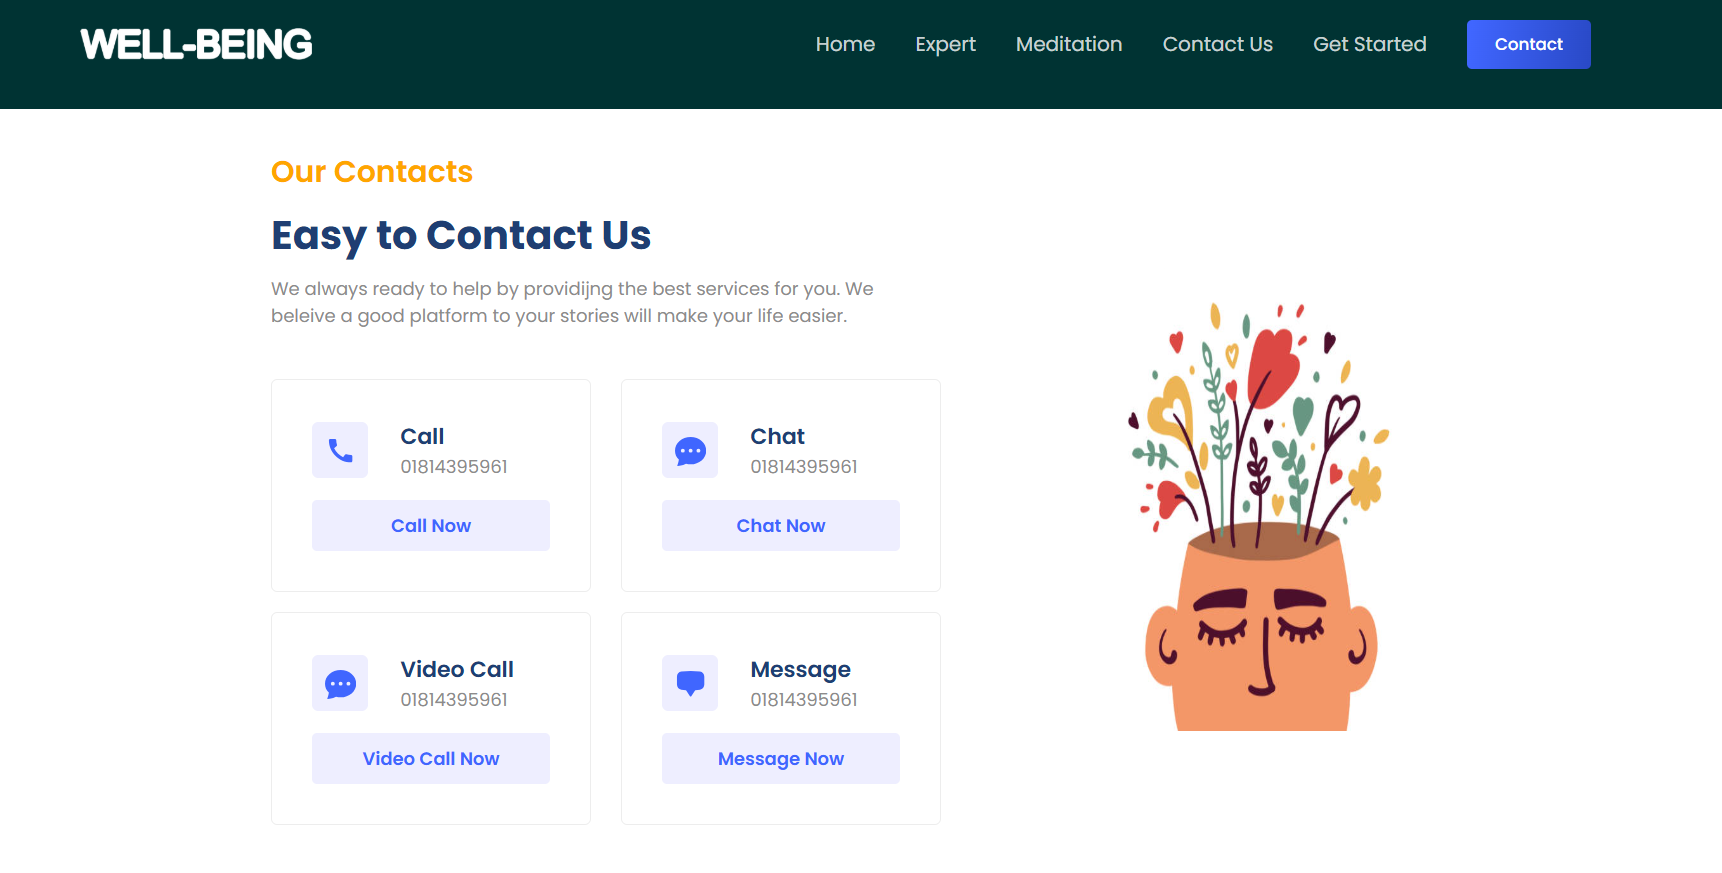 WELL-BEING
Home Expert Meditation Contact Us Get Started Contact
Our Contacts
Easy to Contact Us
We always ready to help by providijng the best services for you. We
beleive a good platform to your stories will make your life easier.
Call
01814395961
Call Now
Chat
01814395961
Chat Now
Video Call
01814395961
Video Call Now
Message
01814395961
Message Now